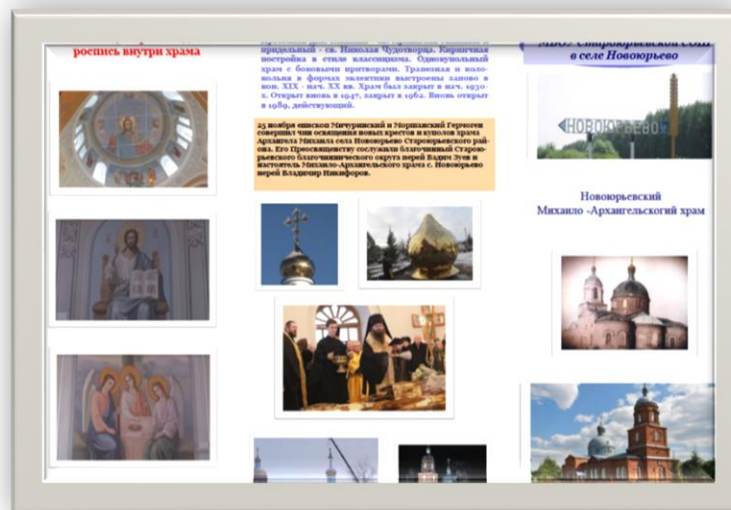 роспись внутри храма
придельный - св. Николая Чудотворца. Кирпичная
постройка в стиле классицизма. Однокупольный
храм с боковыми притворами. Трапезная и коло-
кольня в формах эклектики выстроены заново в
кон. XIX - нач. XX вв. Храм был закрыт в нач. 1930-
х. Открыт вновь в 1947, закрыт в 1962. Вновь открыт
в 1989, действующий.
25 ноября епископ Мичуринский и Моршанский Гермоген
совершил чин освящения новых крестов и куполов храма
Архангела Михаила села Новоюрьево Староюрьевского рай-
она. Его Преосвященству сослужили благочинный Старою-
рьевского благочиннического округа иерей Вадим Зуев и
настоятель Михаило-Архангельского храма с. Новоюрьево
иерей Владимир Никифоров.
МБОУ Староюрьевской СОШ
в селе Новоюрьево
НОВОЮРЬЕВО
Новоюрьевский
Михаило -Архангельскогий храм